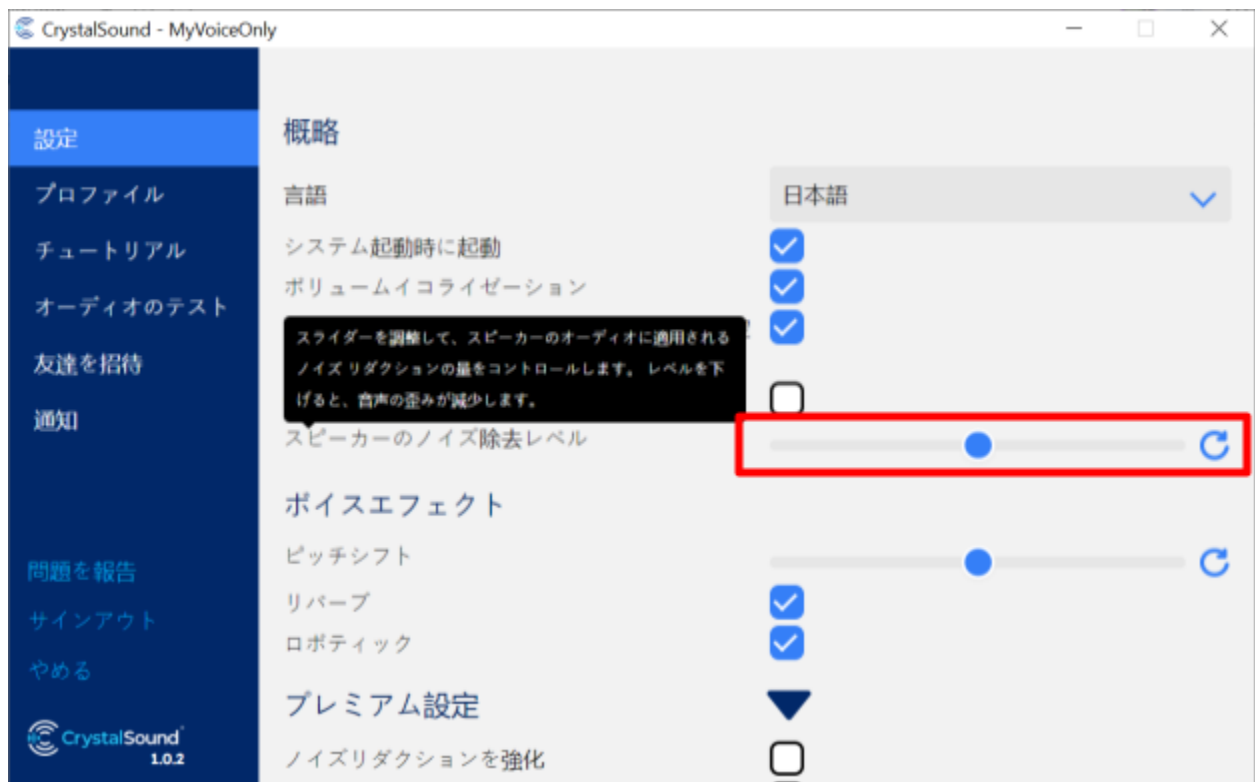 CrystalSound - MyVoiceOnly
設定
プロファイル
チュートリアル
オーディオのテスト
友達を招待
通知
問題を報告
サインアウト
やめる
CrystalSound
1.0.2
概略
言語
日本語
システム起動時に起動
ボリュームイコライゼーション
スライダーを調整して、スピーカーのオーディオに適用される
ノイズ リダクションの量をコントロールします。 レベルを下
げると、音声の歪みが減少します。
スピーカーのノイズ除去レベル
ボイスエフェクト
ピッチシフト
リバーブ
ロボティック
プレミアム設定
ノイズリダクションを強化